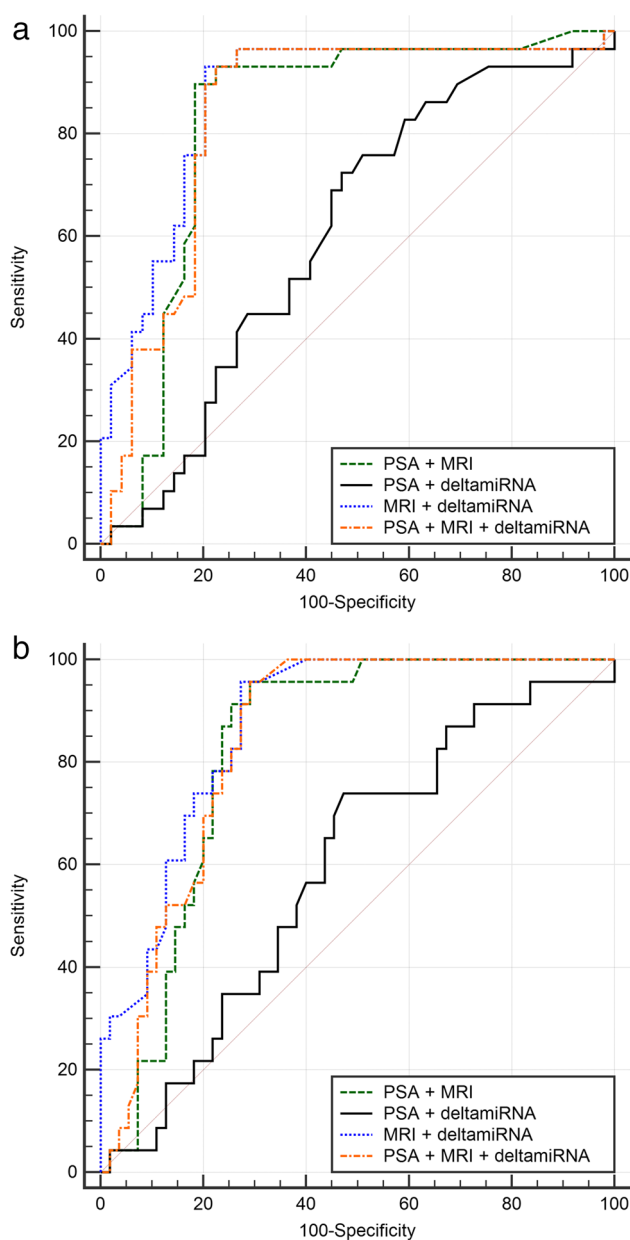 a
100
80
60
40
20
0
Sensitivity
PSA + MRI
PSA + deltamiRNA
MRI + deltamiRNA
PSA + MRI + deltamiRNA
0 20 40 60 80 100
100-Specificity
b
100
80
60
40
20
0
Sensitivity
PSA + MRI
PSA + deltamiRNA
MRI + deltamiRNA
PSA + MRI + deltamiRNA
0 20 40 60 80 100
100-Specificity